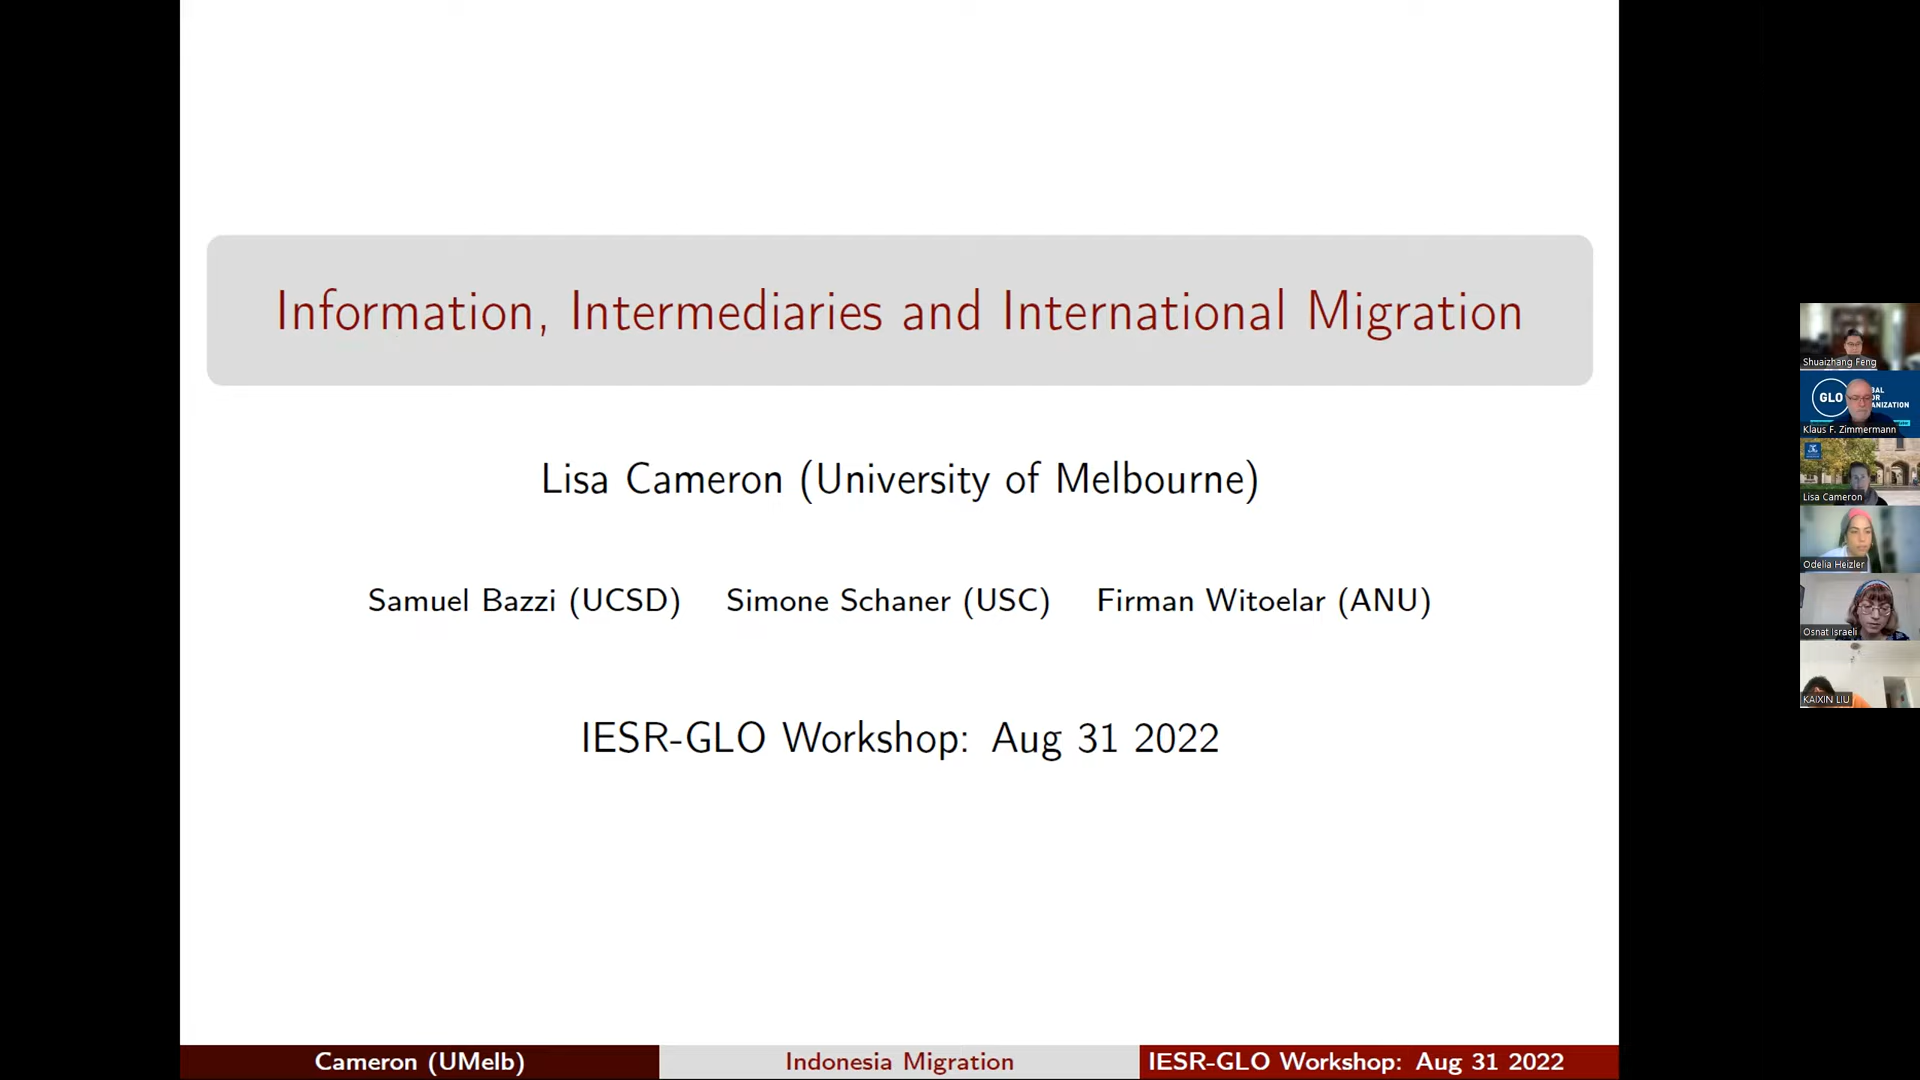 Information, Intermediaries and International Migration
Lisa Cameron (University of Melbourne)
Samuel Bazzi (UCSD) Simone Schaner (USC) Firman Witoelar (ANU)
IESR-GLO Workshop: Aug 31 2022
Cameron (UMelb) Indonesia Migration IESR-GLO Workshop: Aug 31 2022
Shuaizhang Feng
GLO
Klaus F. Zimmermann
Lisa Cameron
Odelia Heizler
Osnat Israeli
KAIXIN LIU